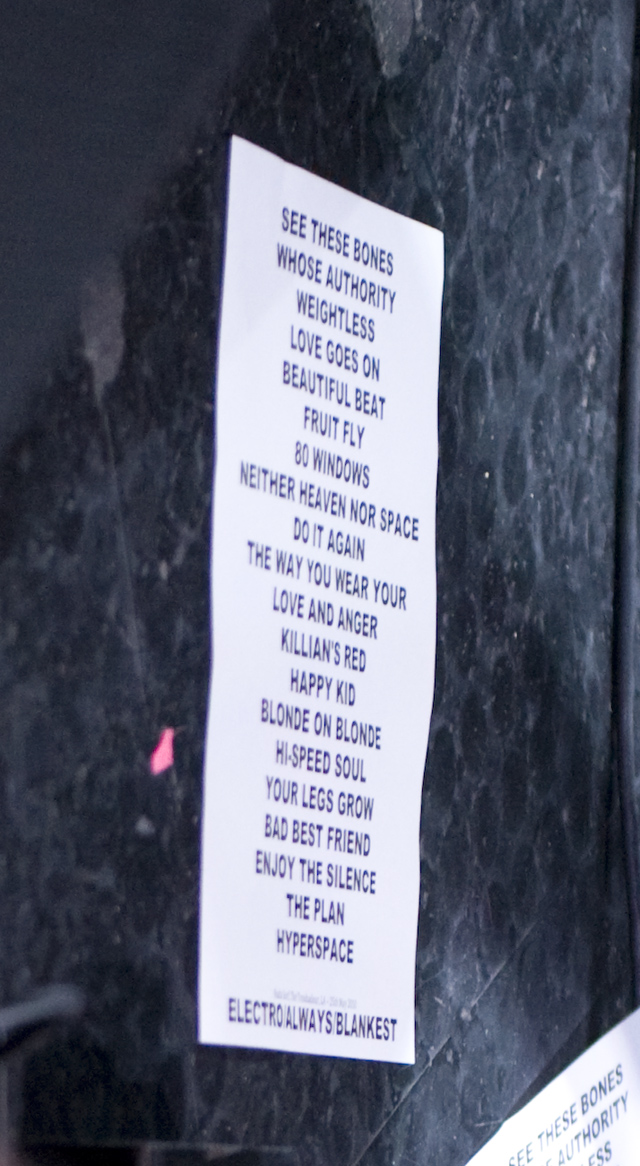 SEE THESE BONES
WHOSE AUTHORITY
WEIGHTLESS
LOVE GOES ON
BEAUTIFUL BEAT
FRUIT FLY
80 WINDOWS
NEITHER HEAVEN NOR SPACE
DO IT AGAIN
THE WAY YOU WEAR YOUR
LOVE AND ANGER
KILLIAN'S RED
HAPPY KID
BLONDE ON BLONDE
HI-SPEED SOUL
YOUR LEGS GROW
BAD BEST FRIEND
ENJOY THE SILENCE
THE PLAN
HYPERSPACE
ELECTRO/ALWAYS/BLANKEST
SEE THESE BONES
AUTHORITY